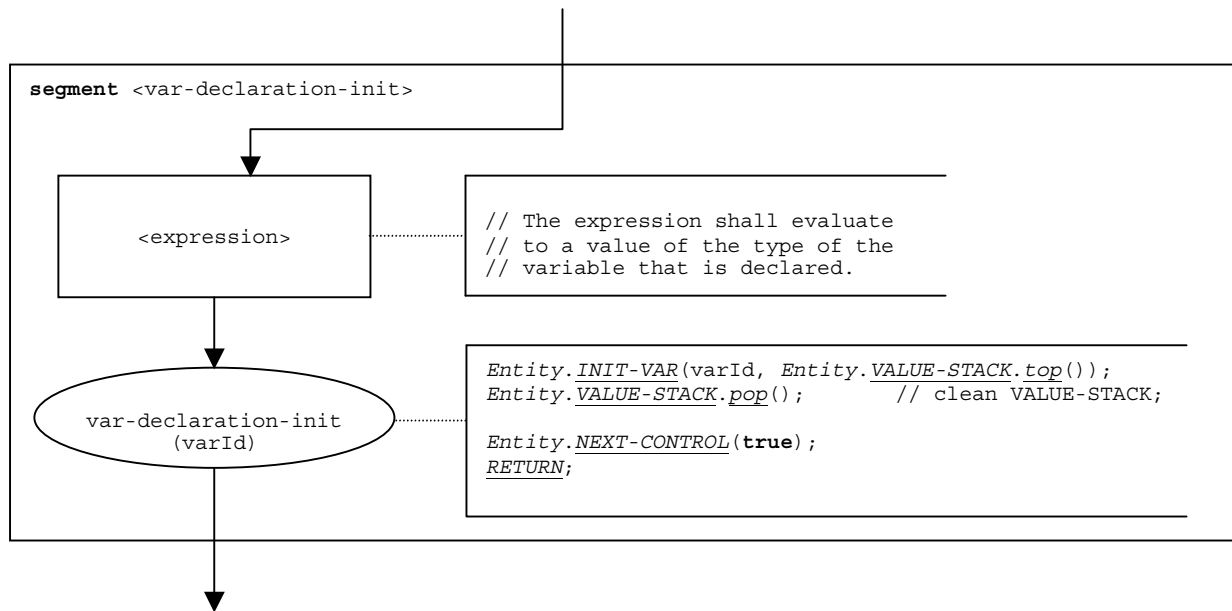 segment <var-declaration-init>
<expression>
// The expression shall evaluate
// to a value of the type of the
// variable that is declared.
var-declaration-init
(varId)
Entity.INIT-VAR(varId, Entity.VALUE-STACK.top());
Entity.VALUE-STACK.pop(); // clean VALUE-STACK;
Entity.NEXT-CONTROL(true);
RETURN;